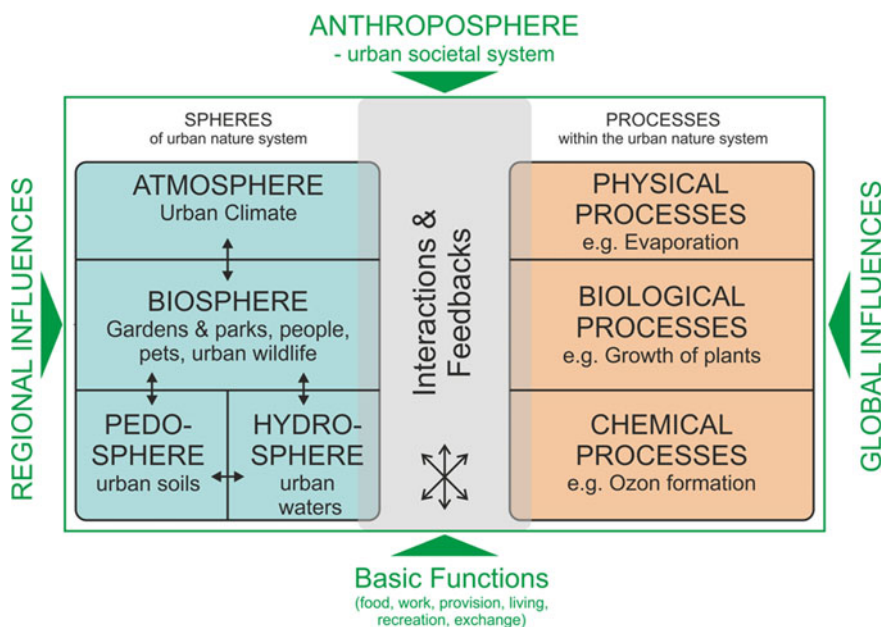 ANTHROPOSPHERE
- urban societal system
SPHERES
of urban nature system
PROCESSES
within the urban nature system
REGIONAL INFLUENCES
ATMOSPHERE
Urban Climate
BIOSPHERE
Gardens & parks, people,
pets, urban wildlife
PEDO-
SPHERE
urban soils
HYDRO-
SPHERE
urban
waters
Interactions &
Feedbacks
PHYSICAL
PROCESSES
e.g. Evaporation
BIOLOGICAL
PROCESSES
e.g. Growth of plants
CHEMICAL
PROCESSES
e.g. Ozon formation
GLOBAL INFLUENCES
Basic Functions
(food, work, provision, living,
recreation, exchange)